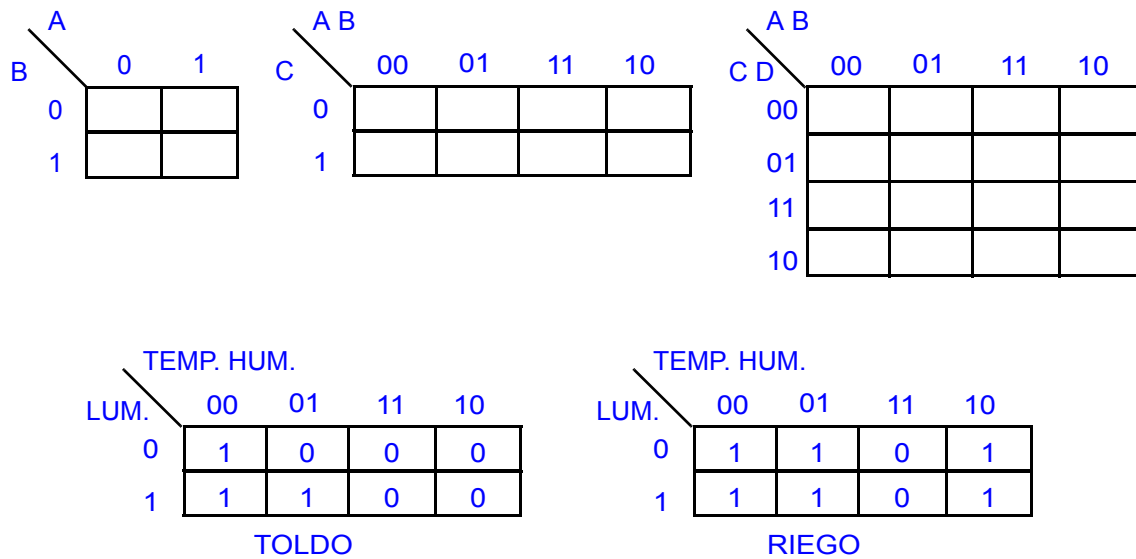 A
B 0 1
0
1
A B
C 00 01 11 10
0
1
A B
C D 00 01 11 10
00
01
11
10
TEMP. HUM.
LUM. 00 01 11 10
0 1 0 0 0
1 1 1 0 0
TOLDO
TEMP. HUM.
LUM. 00 01 11 10
0 1 1 0 1
1 1 1 0 1
RIEGO